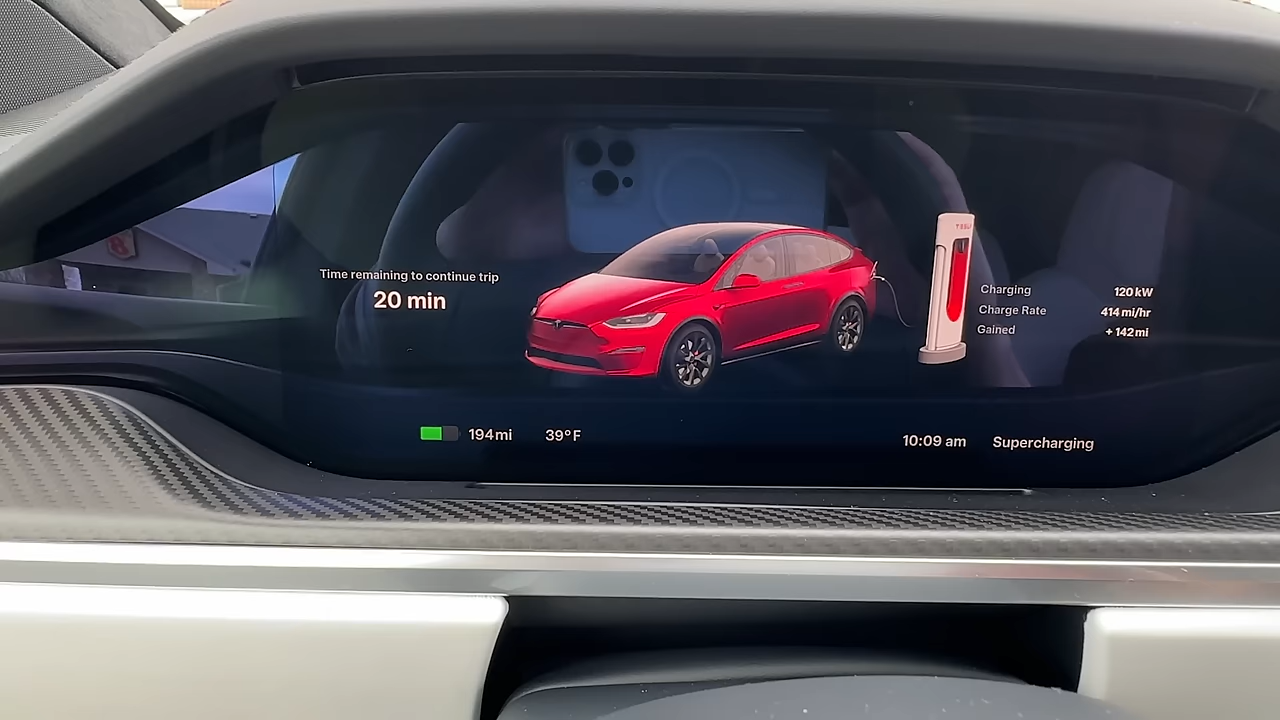 Time remaining to continue trip
20 min
TESLA
Charging 120 kW
Charge Rate 414 mi/hr
Gained + 142 mi
194 mi 39°F
10:09 am Supercharging